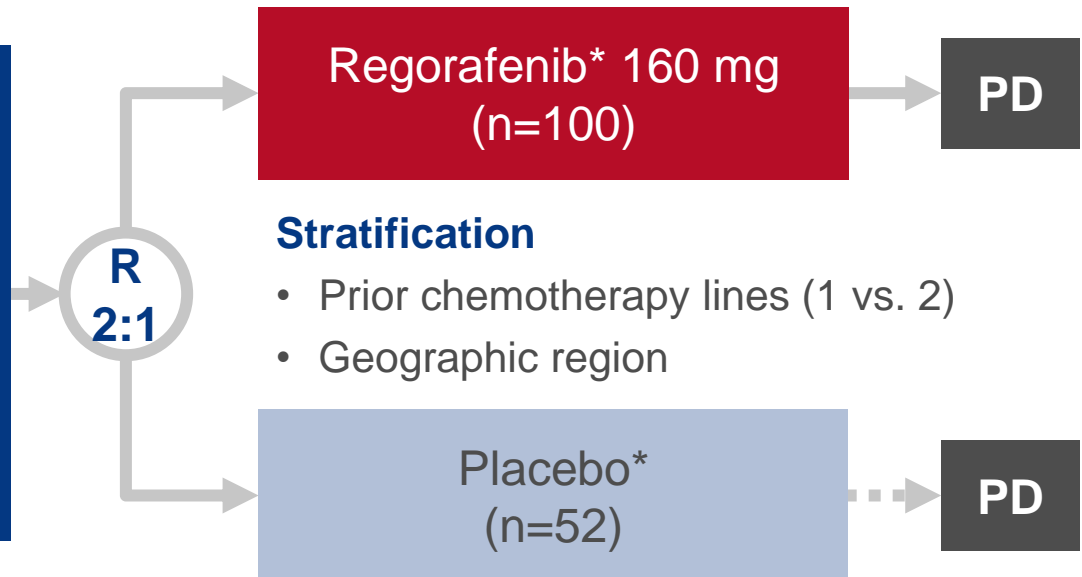 Regorafenib* 160 mg
(n=100)
PD
R
2:1
Stratification
• Prior chemotherapy lines (1 vs. 2)
• Geographic region
Placebo*
(n=52)
PD